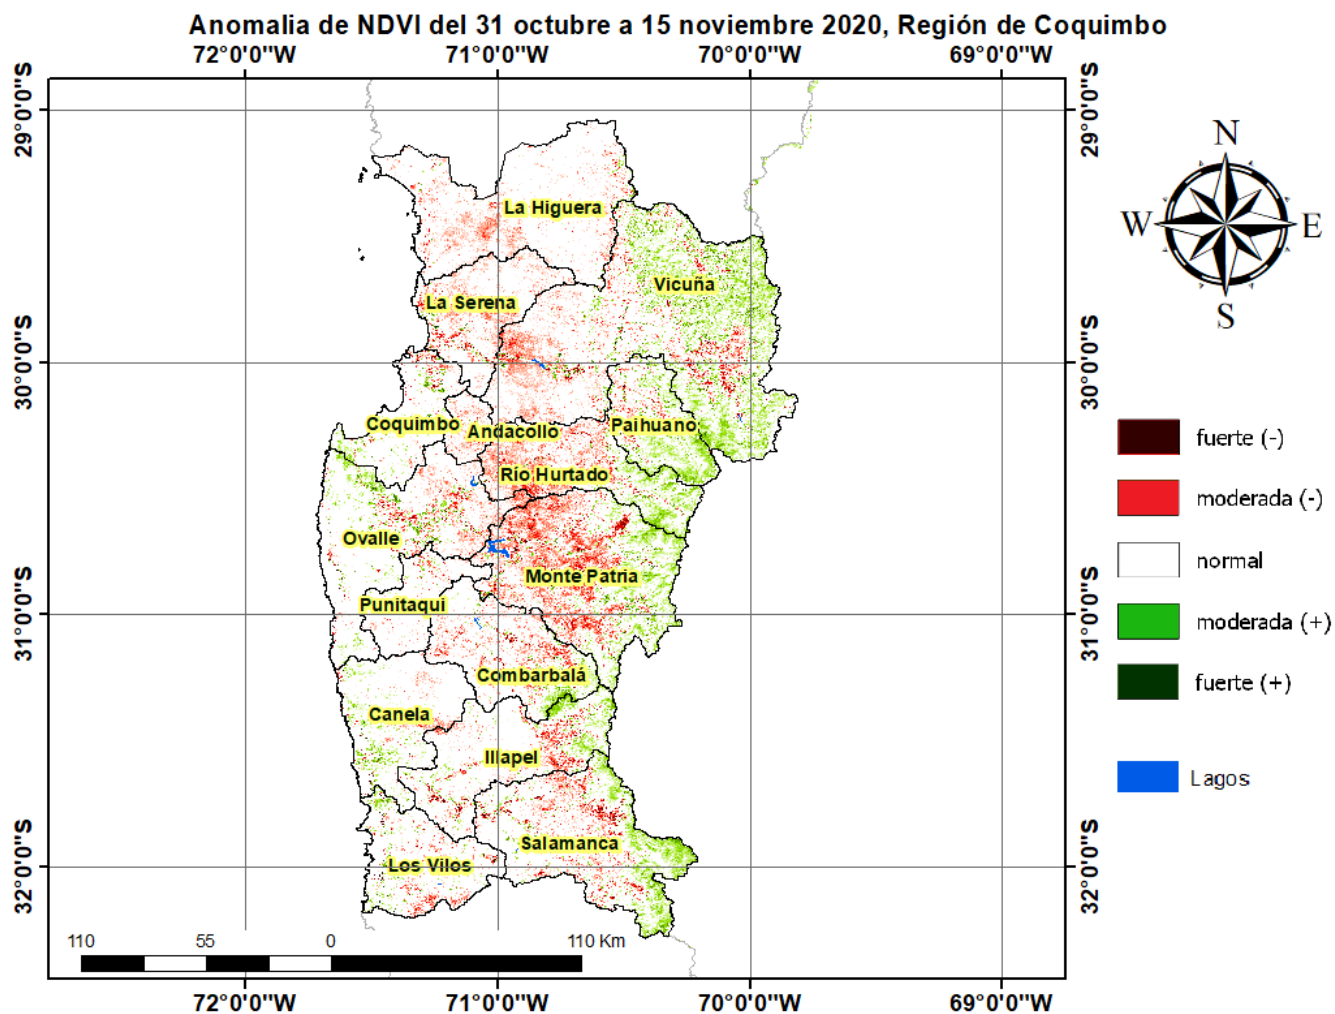 Anomalia de NDVI del 31 octubre a 15 noviembre 2020, Región de Coquimbo
72°0'0"W 71°0'0"W 70°0'0"W 69°0'0"W
29°0'0"S 29°0'0"S
N
W E
S
La Higuera
Vicuña
La Serena
30°0'0"S 30°0'0"S
Coquimbo Andacollo Paihuano
Río Hurtado
Ovalle
Monte Patria
Punitaqui
31°0'0"S 31°0'0"S
Combarbalá
Canela
Illapel
Salamanca
Los Vilos
32°0'0"S 32°0'0"S
fuerte (-)
moderada (-)
normal
moderada (+)
fuerte (+)
Lagos
110 55 0 110 Km
72°0'0"W 71°0'0"W 70°0'0"W 69°0'0"W